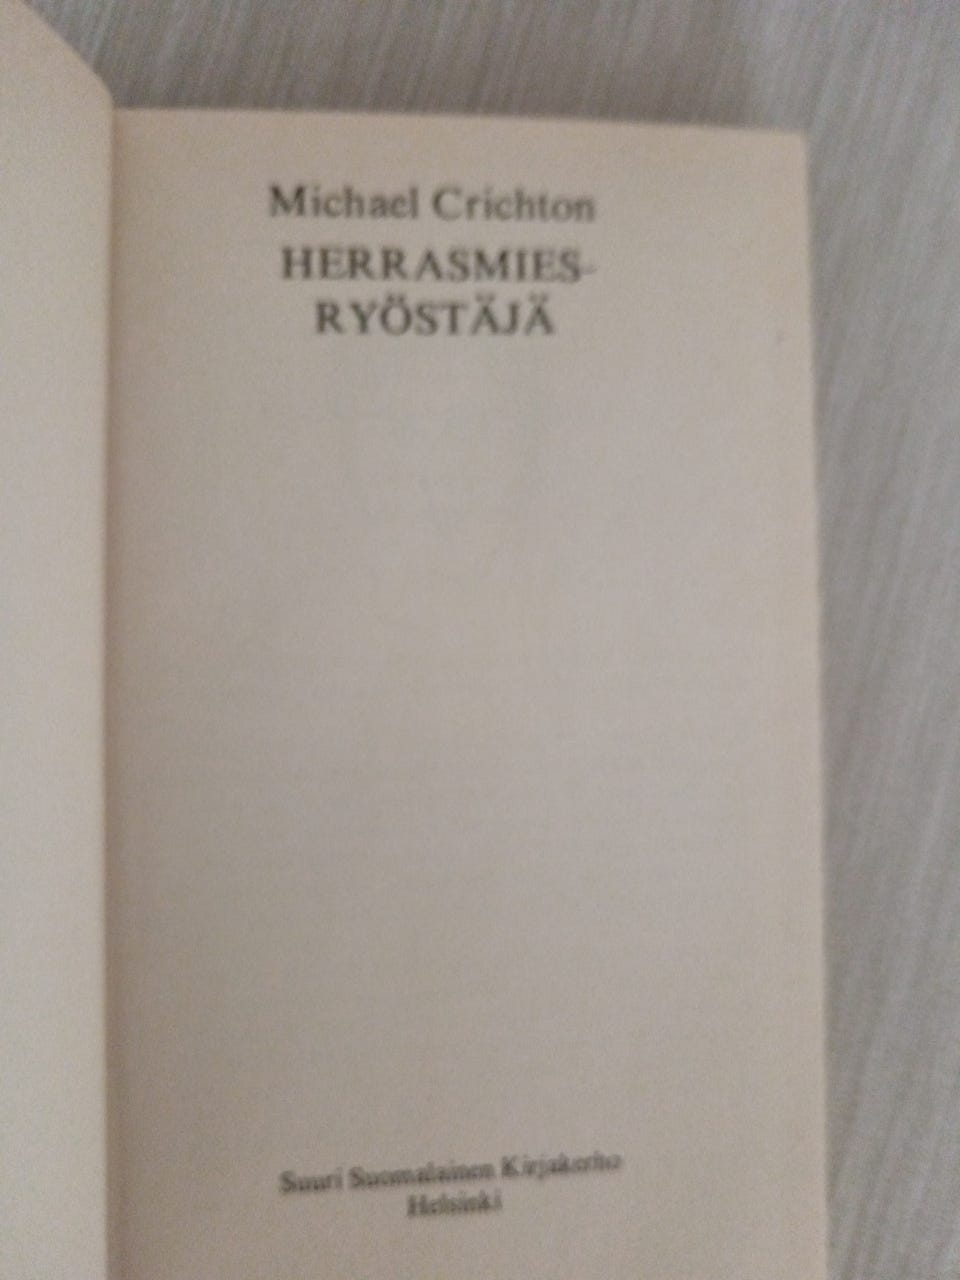 Michael Crichton
HERRASMIES-
RYÖSTÄJÄ
Suuri Suomalainen Kirjakerho
Helsinki